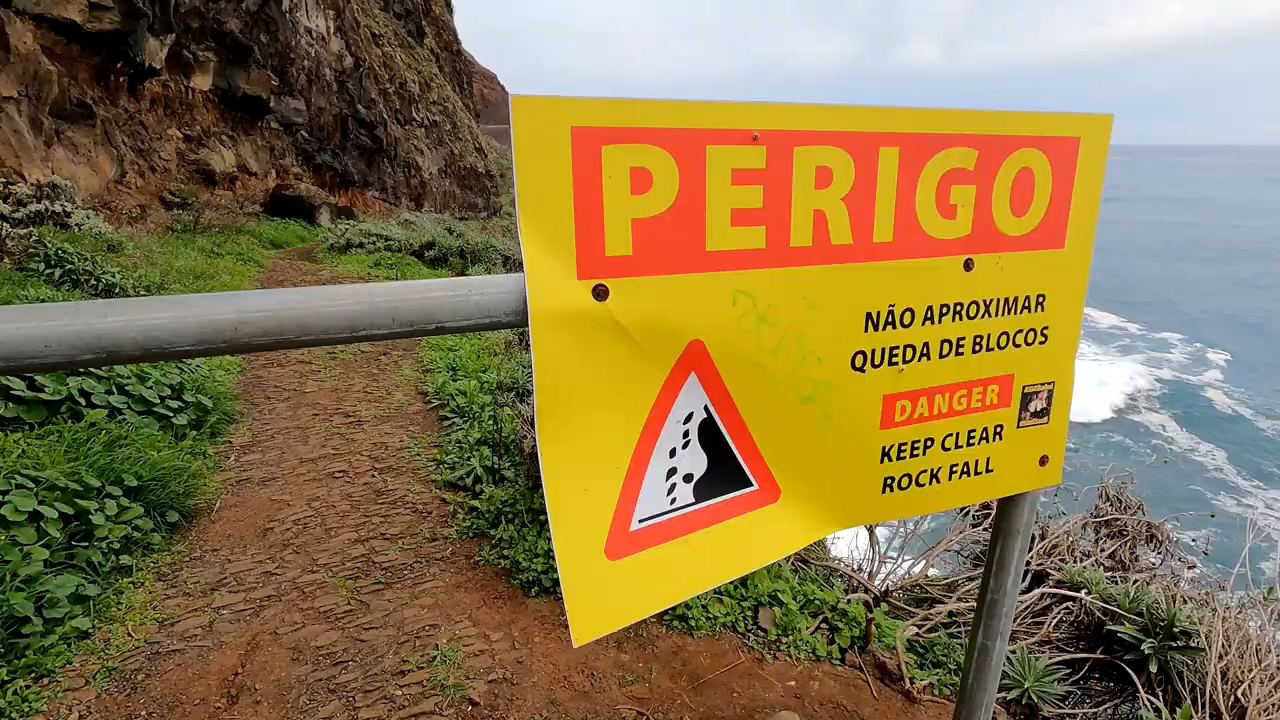 PERIGO
NÃO APROXIMAR
QUEDA DE BLOCOS
DANGER
KEEP CLEAR
ROCK FALL